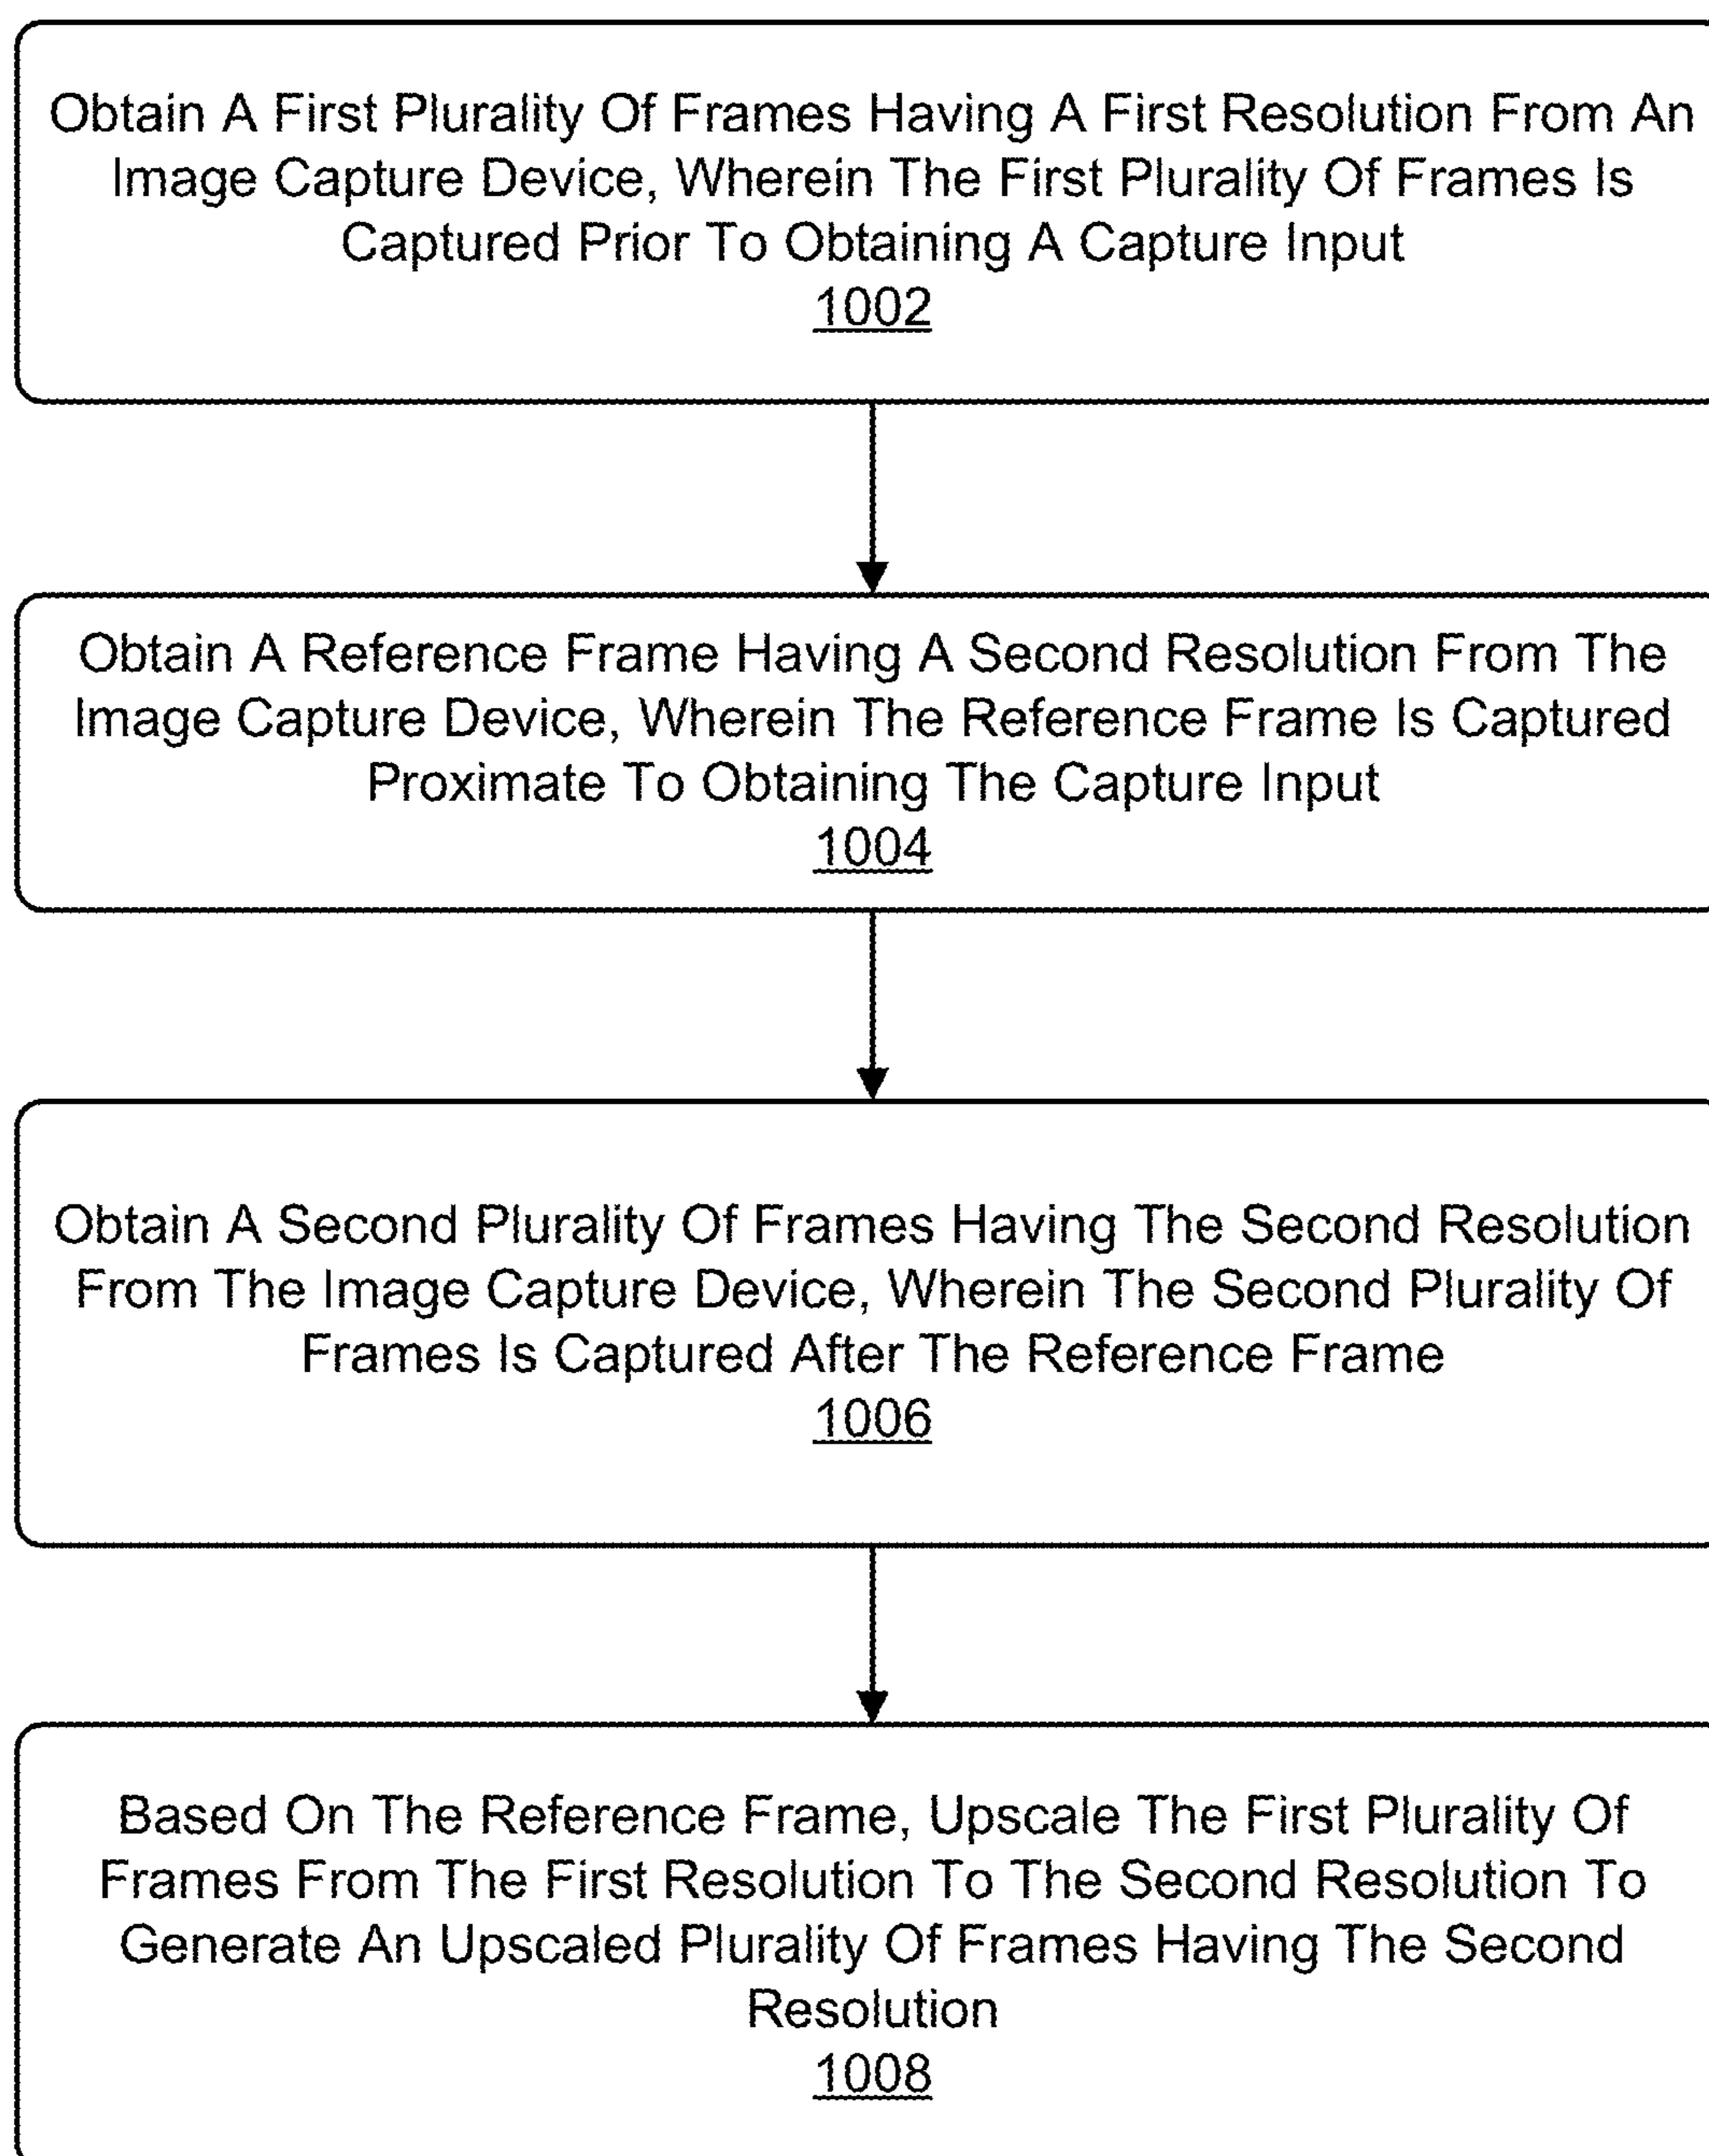 Obtain A First Plurality Of Frames Having A First Resolution From An
Image Capture Device, Wherein The First Plurality Of Frames Is
Captured Prior To Obtaining A Capture Input
1002
Obtain A Reference Frame Having A Second Resolution From The
Image Capture Device, Wherein The Reference Frame Is Captured
Proximate To Obtaining The Capture Input
1004
Obtain A Second Plurality Of Frames Having The Second Resolution
From The Image Capture Device, Wherein The Second Plurality Of
Frames Is Captured After The Reference Frame
1006
Based On The Reference Frame, Upscale The First Plurality Of
Frames From The First Resolution To The Second Resolution To
Generate An Upscaled Plurality Of Frames Having The Second
Resolution
1008